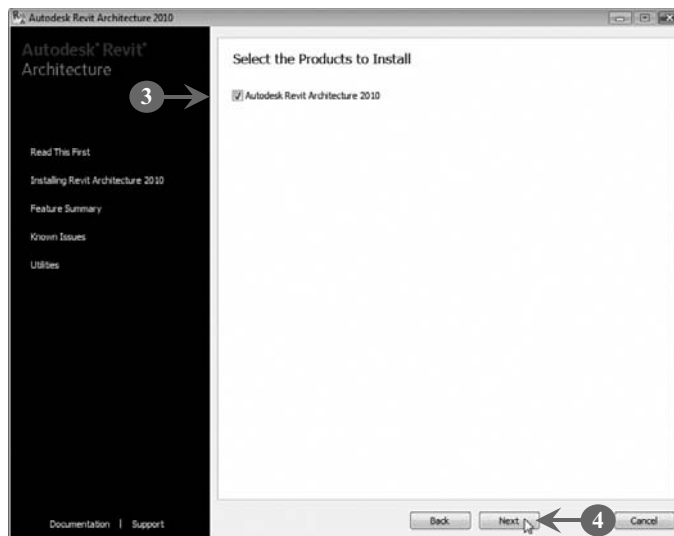 Autodesk Revit Architecture 2010
Autodesk® Revit®
Architecture
Select the Products to Install
3
Autodesk Revit Architecture 2010
Read This First
Installing Revit Architecture 2010
Feature Summary
Known Issues
Utilities
Documentation | Support
Back
Next
4
Cancel